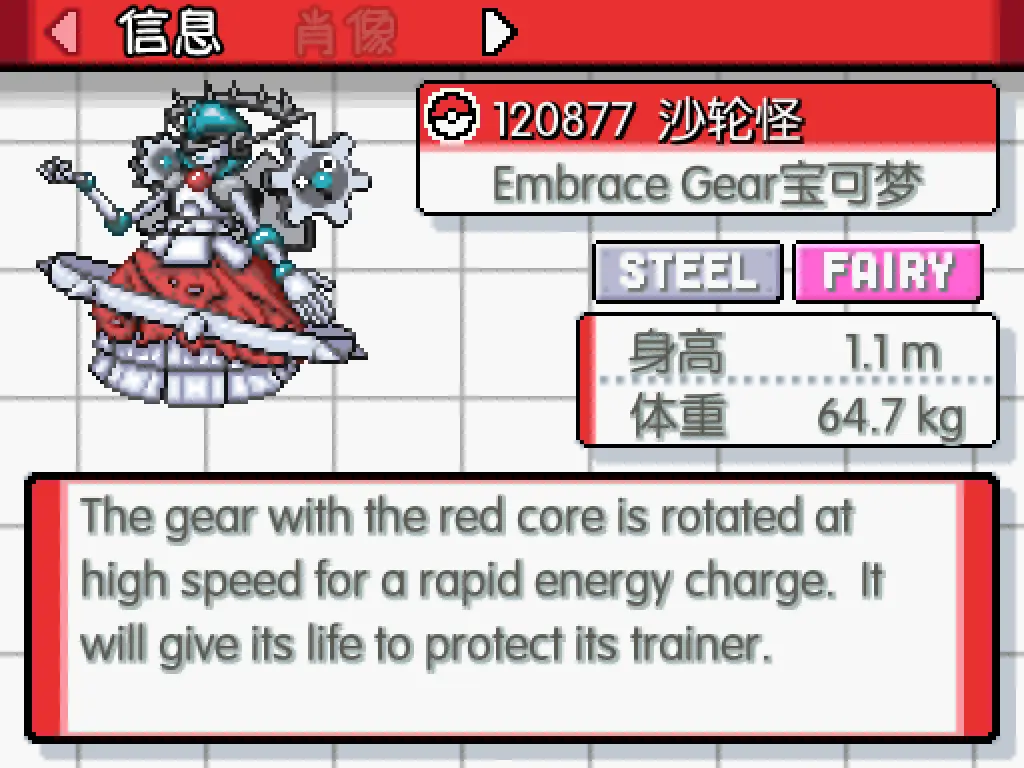 信息 肖像
120877 沙轮怪
Embrace Gear宝可梦
STEEL FAIRY
身高 1.1 m
体重 64.7 kg
The gear with the red core is rotated at
high speed for a rapid energy charge. It
will give its life to protect its trainer.